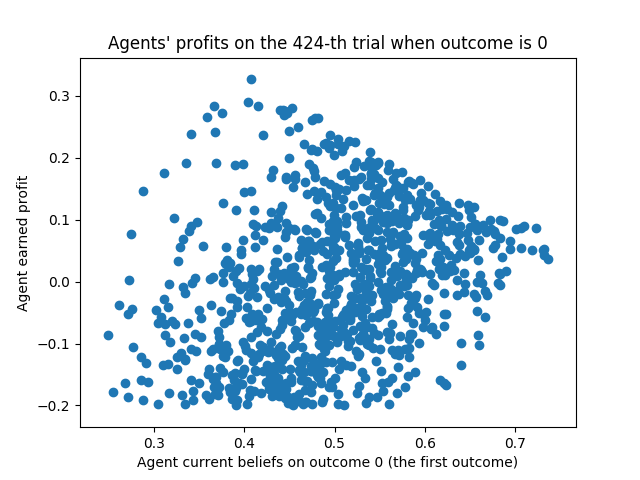 Agents' profits on the 424-th trial when outcome is 0
0.3
0.2
0.1
0.0
−0.1
−0.2
Agent earned profit
0.3 0.4 0.5 0.6 0.7
Agent current beliefs on outcome 0 (the first outcome)